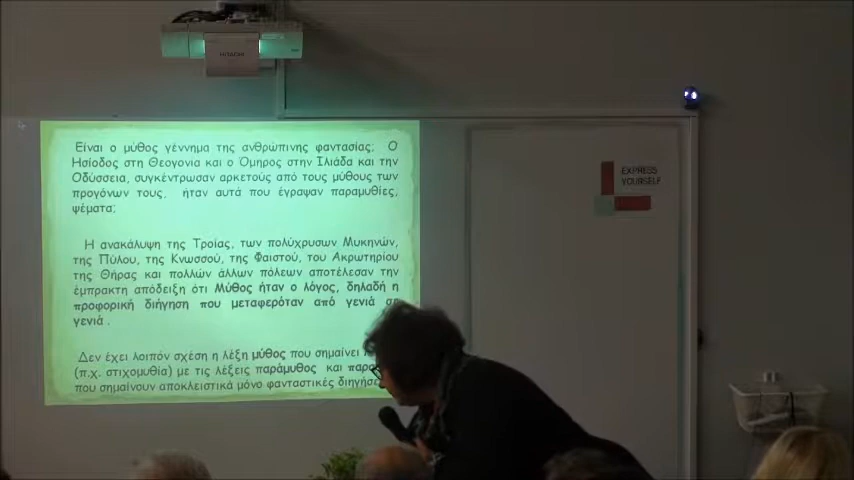 HITACHI
Είναι ο μύθος γέννημα της ανθρώπινης φαντασίας; Ο
Ησίοδος στη Θεογονία και ο Όμηρος στην Ιλιάδα και την
Οδύσσεια, συγκέντρωσαν αρκετούς από τους μύθους των
προγόνων τους, ήταν αυτά που έγραψαν παραμυθίες,
ψέματα;
Η ανακάλυψη της Τροίας, των πολύχρυσων Μυκηνών,
της Πύλου, της Κνωσσού, της Φαιστού, του Ακρωτηρίου
της Θήρας και πολλών άλλων πόλεων αποτέλεσαν την
έμπρακτη απόδειξη ότι Μύθος ήταν ο λόγος, δηλαδή η
προφορική διήγηση που μεταφερόταν από γενιά
γενιά.
Δεν έχει λοιπόν σχέση η λέξη μύθος που σημαίνει
(π.χ. στιχομυθία) με τις λέξεις παράμυθος και
που σημαίνουν αποκλειστικά μόνο φανταστικές
EXPRESS
YOURSELF